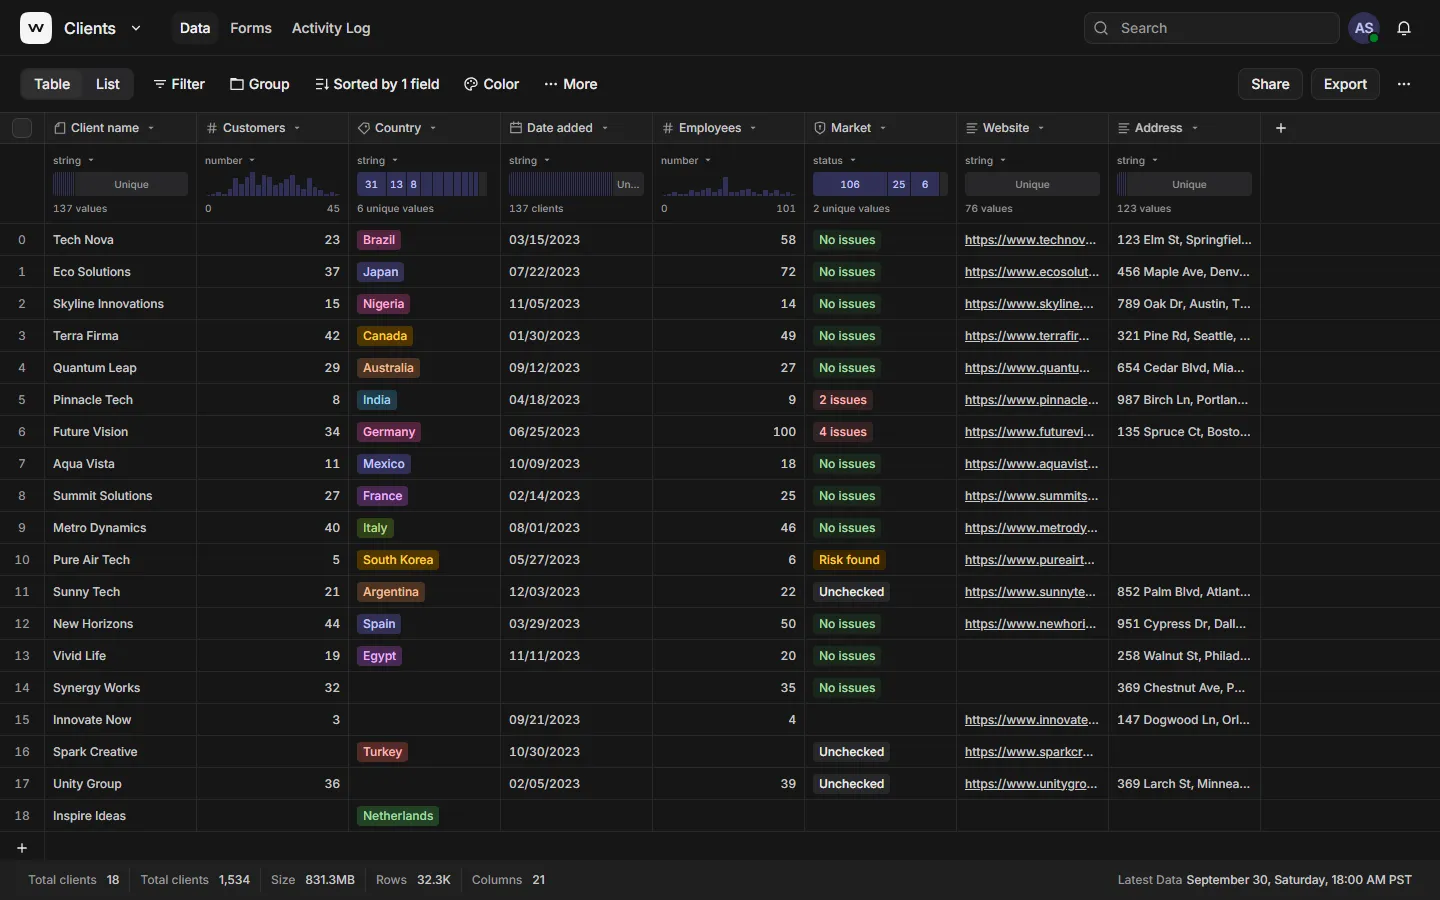 w Clients Data Forms Activity Log Search AS
Table List Filter Group Sorted by 1 field Color More Share Export
Client name Customers Country Date added Employees Market Website Address
string number string string number status string string
Unique 31 13 8 Un... 106 25 6 Unique Unique
137 values 0 45 6 unique values 137 clients 0 101 2 unique values 76 values 123 values
0 Tech Nova 23 Brazil 03/15/2023 58 No issues https://www.technov... 123 Elm St, Springfiel...
1 Eco Solutions 37 Japan 07/22/2023 72 No issues https://www.ecosolut... 456 Maple Ave, Denv...
2 Skyline Innovations 15 Nigeria 11/05/2023 14 No issues https://www.skyline.... 789 Oak Dr, Austin, T...
3 Terra Firma 42 Canada 01/30/2023 49 No issues https://www.terrafir... 321 Pine Rd, Seattle, ...
4 Quantum Leap 29 Australia 09/12/2023 27 No issues https://www.quantu... 654 Cedar Blvd, Mia...
5 Pinnacle Tech 8 India 04/18/2023 9 2 issues https://www.pinnacle... 987 Birch Ln, Portlan...
6 Future Vision 34 Germany 06/25/2023 100 4 issues https://www.futurevi... 135 Spruce Ct, Bosto...
7 Aqua Vista 11 Mexico 10/09/2023 18 No issues https://www.aquavist...
8 Summit Solutions 27 France 02/14/2023 25 No issues https://www.summits...
9 Metro Dynamics 40 Italy 08/01/2023 46 No issues https://www.metrody...
10 Pure Air Tech 5 South Korea 05/27/2023 6 Risk found https://www.pureairt...
11 Sunny Tech 21 Argentina 12/03/2023 22 Unchecked https://www.sunnyte... 852 Palm Blvd, Atlant...
12 New Horizons 44 Spain 03/29/2023 50 No issues https://www.newhori... 951 Cypress Dr, Dall...
13 Vivid Life 19 Egypt 11/11/2023 20 No issues 258 Walnut St, Philad...
14 Synergy Works 32 35 No issues 369 Chestnut Ave, P...
15 Innovate Now 3 09/21/2023 4 https://www.innovate... 147 Dogwood Ln, Orl...
16 Spark Creative Turkey 10/30/2023 Unchecked https://www.sparkcr...
17 Unity Group 36 02/05/2023 39 Unchecked https://www.unitygro... 369 Larch St, Minnea...
18 Inspire Ideas Netherlands
Total clients 18 Total clients 1,534 Size 831.3MB Rows 32.3K Columns 21 Latest Data September 30, Saturday, 18:00 AM PST